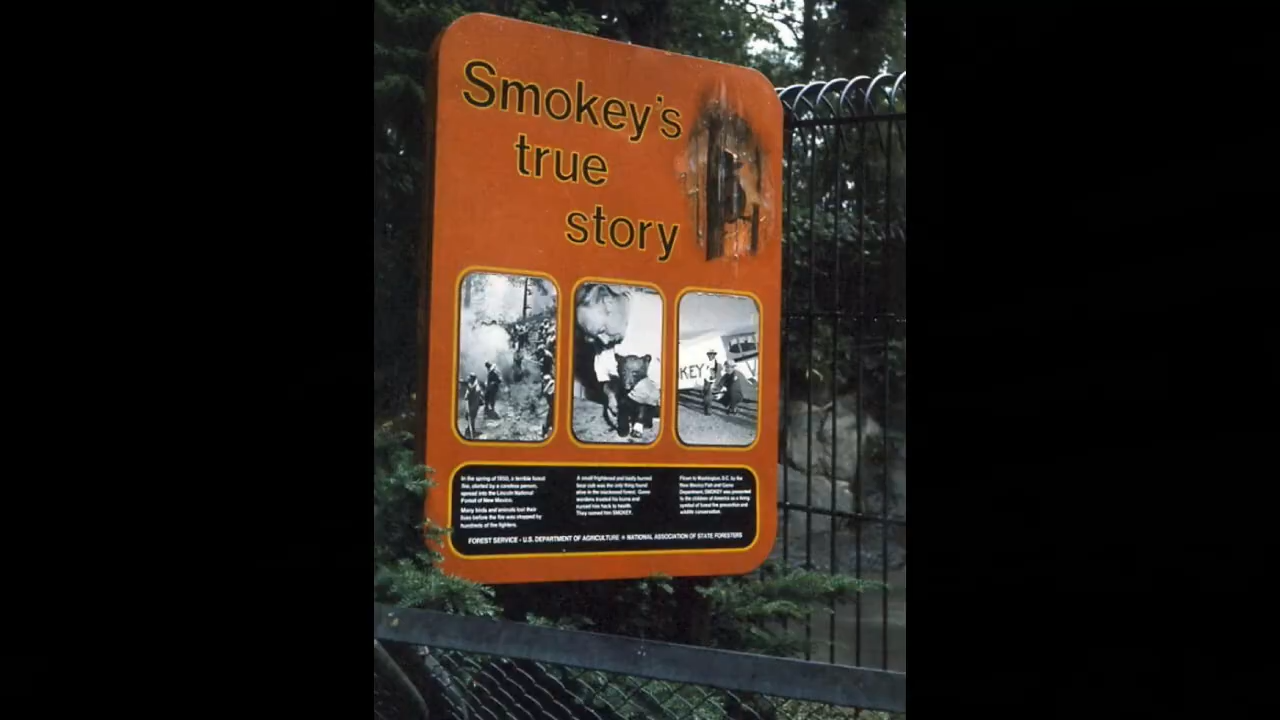 Smokey's
true
story
KEY
In the spring of 1950, a terrible forest
fire, started by a careless person,
spread into the Lincoln National
Forest of New Mexico.
Many birds and animals lost their
lives before the fire was stopped by
hundreds of fire fighters.
A small frightened and badly burned
bear cub was the only thing found
alive in the blackened forest. Game
wardens treated his burns and
nursed him back to health.
They named him SMOKEY.
Flown to Washington, D.C. by the
New Mexico Fish and Game
Department, SMOKEY was presented
to the children of America as a living
symbol of forest fire prevention and
wildlife conservation.
FOREST SERVICE - U.S. DEPARTMENT OF AGRICULTURE & NATIONAL ASSOCIATION OF STATE FORESTERS